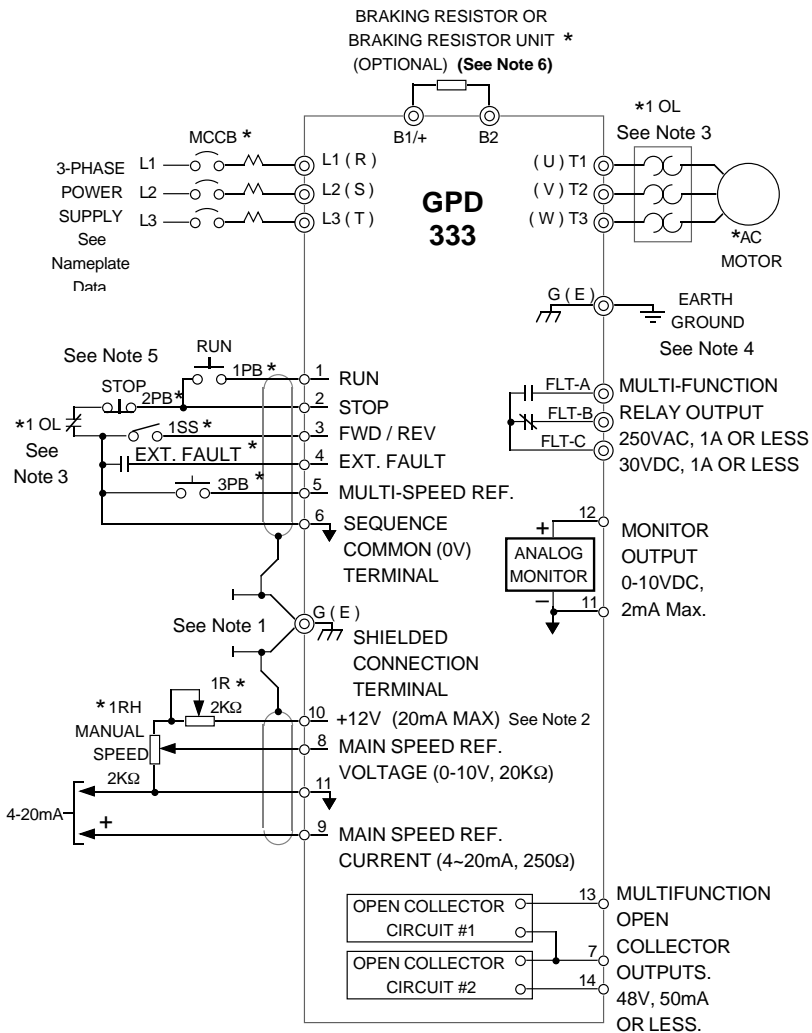 BRAKING RESISTOR OR
BRAKING RESISTOR UNIT *
(OPTIONAL) (See Note 6)
B1/+
B2
MCCB *
3-PHASE
POWER
SUPPLY
See
Nameplate
Data
L1
L2
L3
L1 ( R )
L2 ( S )
L3 ( T )
GPD
333
*1 OL
See Note 3
( U ) T1
( V ) T2
( W ) T3
*AC
MOTOR
G ( E )
EARTH
GROUND
See Note 4
See Note 5
RUN
1PB *
1
RUN
STOP
2PB *
2
STOP
*1 OL
See
Note 3
1SS *
3
FWD / REV
EXT. FAULT *
4
EXT. FAULT
3PB *
5
MULTI-SPEED REF.
6
SEQUENCE
COMMON (0V)
TERMINAL
FLT-A
FLT-B
FLT-C
MULTI-FUNCTION
RELAY OUTPUT
250VAC, 1A OR LESS
30VDC, 1A OR LESS
12
+
ANALOG
MONITOR
–
11
MONITOR
OUTPUT
0-10VDC,
2mA Max.
See Note 1
G ( E )
SHIELDED
CONNECTION
TERMINAL
1R *
2KΩ
* 1RH
MANUAL
SPEED
2KΩ
10
+12V (20mA MAX) See Note 2
8
MAIN SPEED REF.
VOLTAGE (0-10V, 20KΩ)
11
4-20mA
+
9
MAIN SPEED REF.
CURRENT (4~20mA, 250Ω)
OPEN COLLECTOR
CIRCUIT #1
OPEN COLLECTOR
CIRCUIT #2
13
7
14
MULTIFUNCTION
OPEN
COLLECTOR
OUTPUTS.
48V, 50mA
OR LESS.